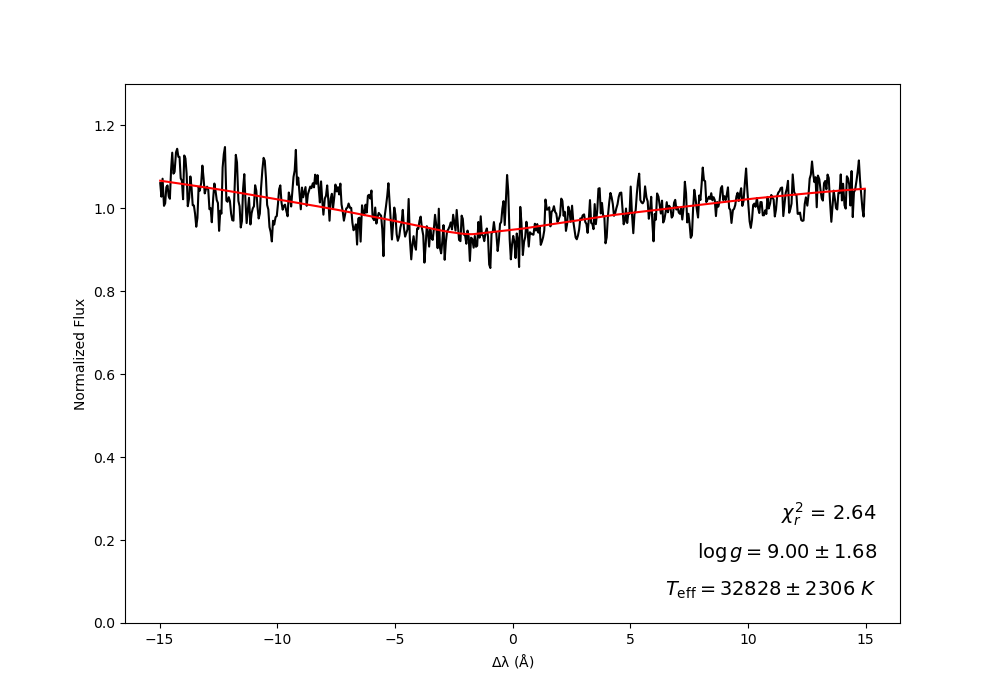 1.2
1.0
0.8
0.6
0.4
0.2
0.0
Normalized Flux
χ²ᵣ = 2.64
log g = 9.00 ± 1.68
T_eff = 32828 ± 2306 K
−15 −10 −5 0 5 10 15
Δλ (Å)